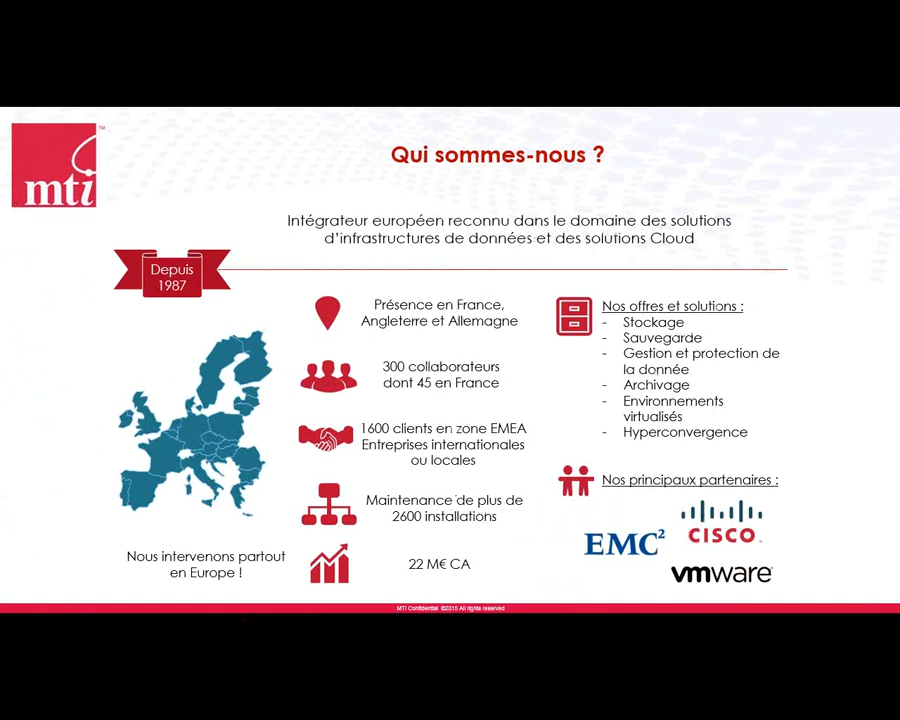 mti
TM
Qui sommes-nous ?
Intégrateur européen reconnu dans le domaine des solutions
d'infrastructures de données et des solutions Cloud
Depuis
1987
Présence en France,
Angleterre et Allemagne
300 collaborateurs
dont 45 en France
1600 clients en zone EMEA
Entreprises internationales
ou locales
Maintenance de plus de
2600 installations
22 M€ CA
Nous intervenons partout
en Europe !
Nos offres et solutions :
- Stockage
- Sauvegarde
- Gestion et protection de
la donnée
- Archivage
- Environnements
virtualisés
- Hyperconvergence
Nos principaux partenaires :
EMC²
CISCO
vmware
MTI Confidential ©2015 All rights reserved